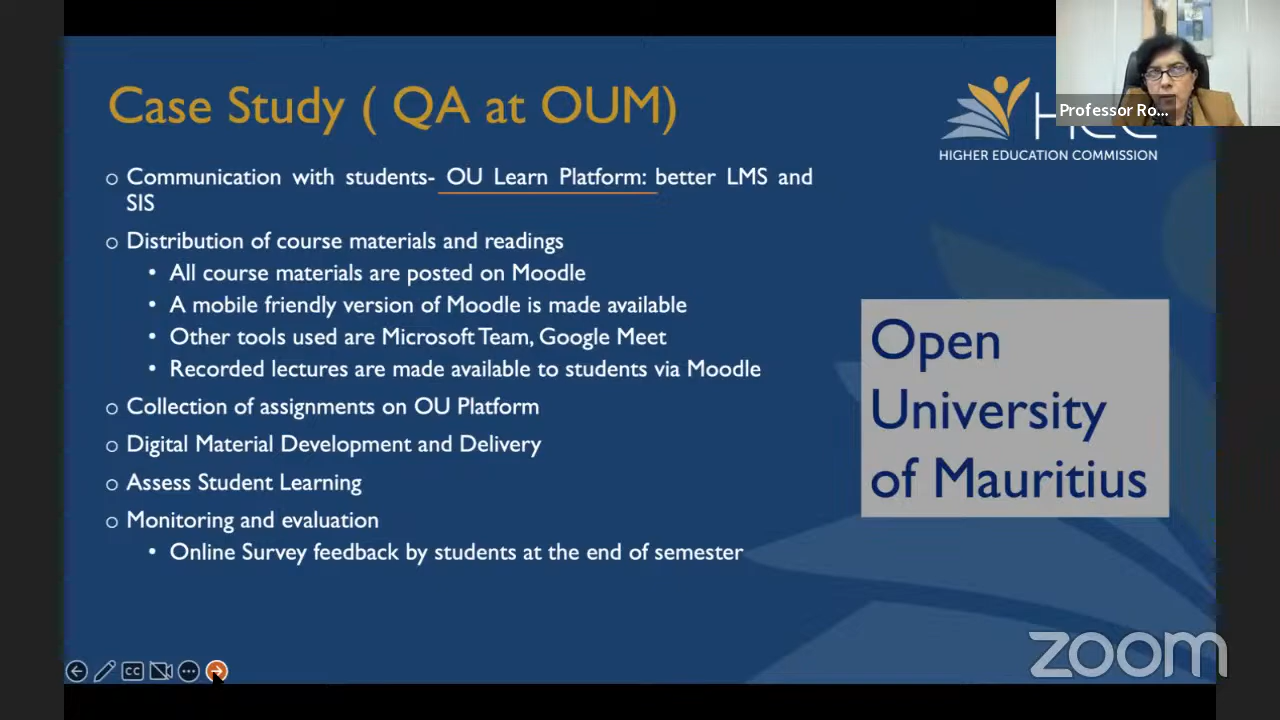 Case Study ( QA at OUM)
Communication with students- OU Learn Platform: better LMS and
SIS
Distribution of course materials and readings
All course materials are posted on Moodle
A mobile friendly version of Moodle is made available
Other tools used are Microsoft Team, Google Meet
Recorded lectures are made available to students via Moodle
Collection of assignments on OU Platform
Digital Material Development and Delivery
Assess Student Learning
Monitoring and evaluation
Online Survey feedback by students at the end of semester
Professor Ro...
HIGHER EDUCATION COMMISSION
Open
University
of Mauritius
CC
zoom